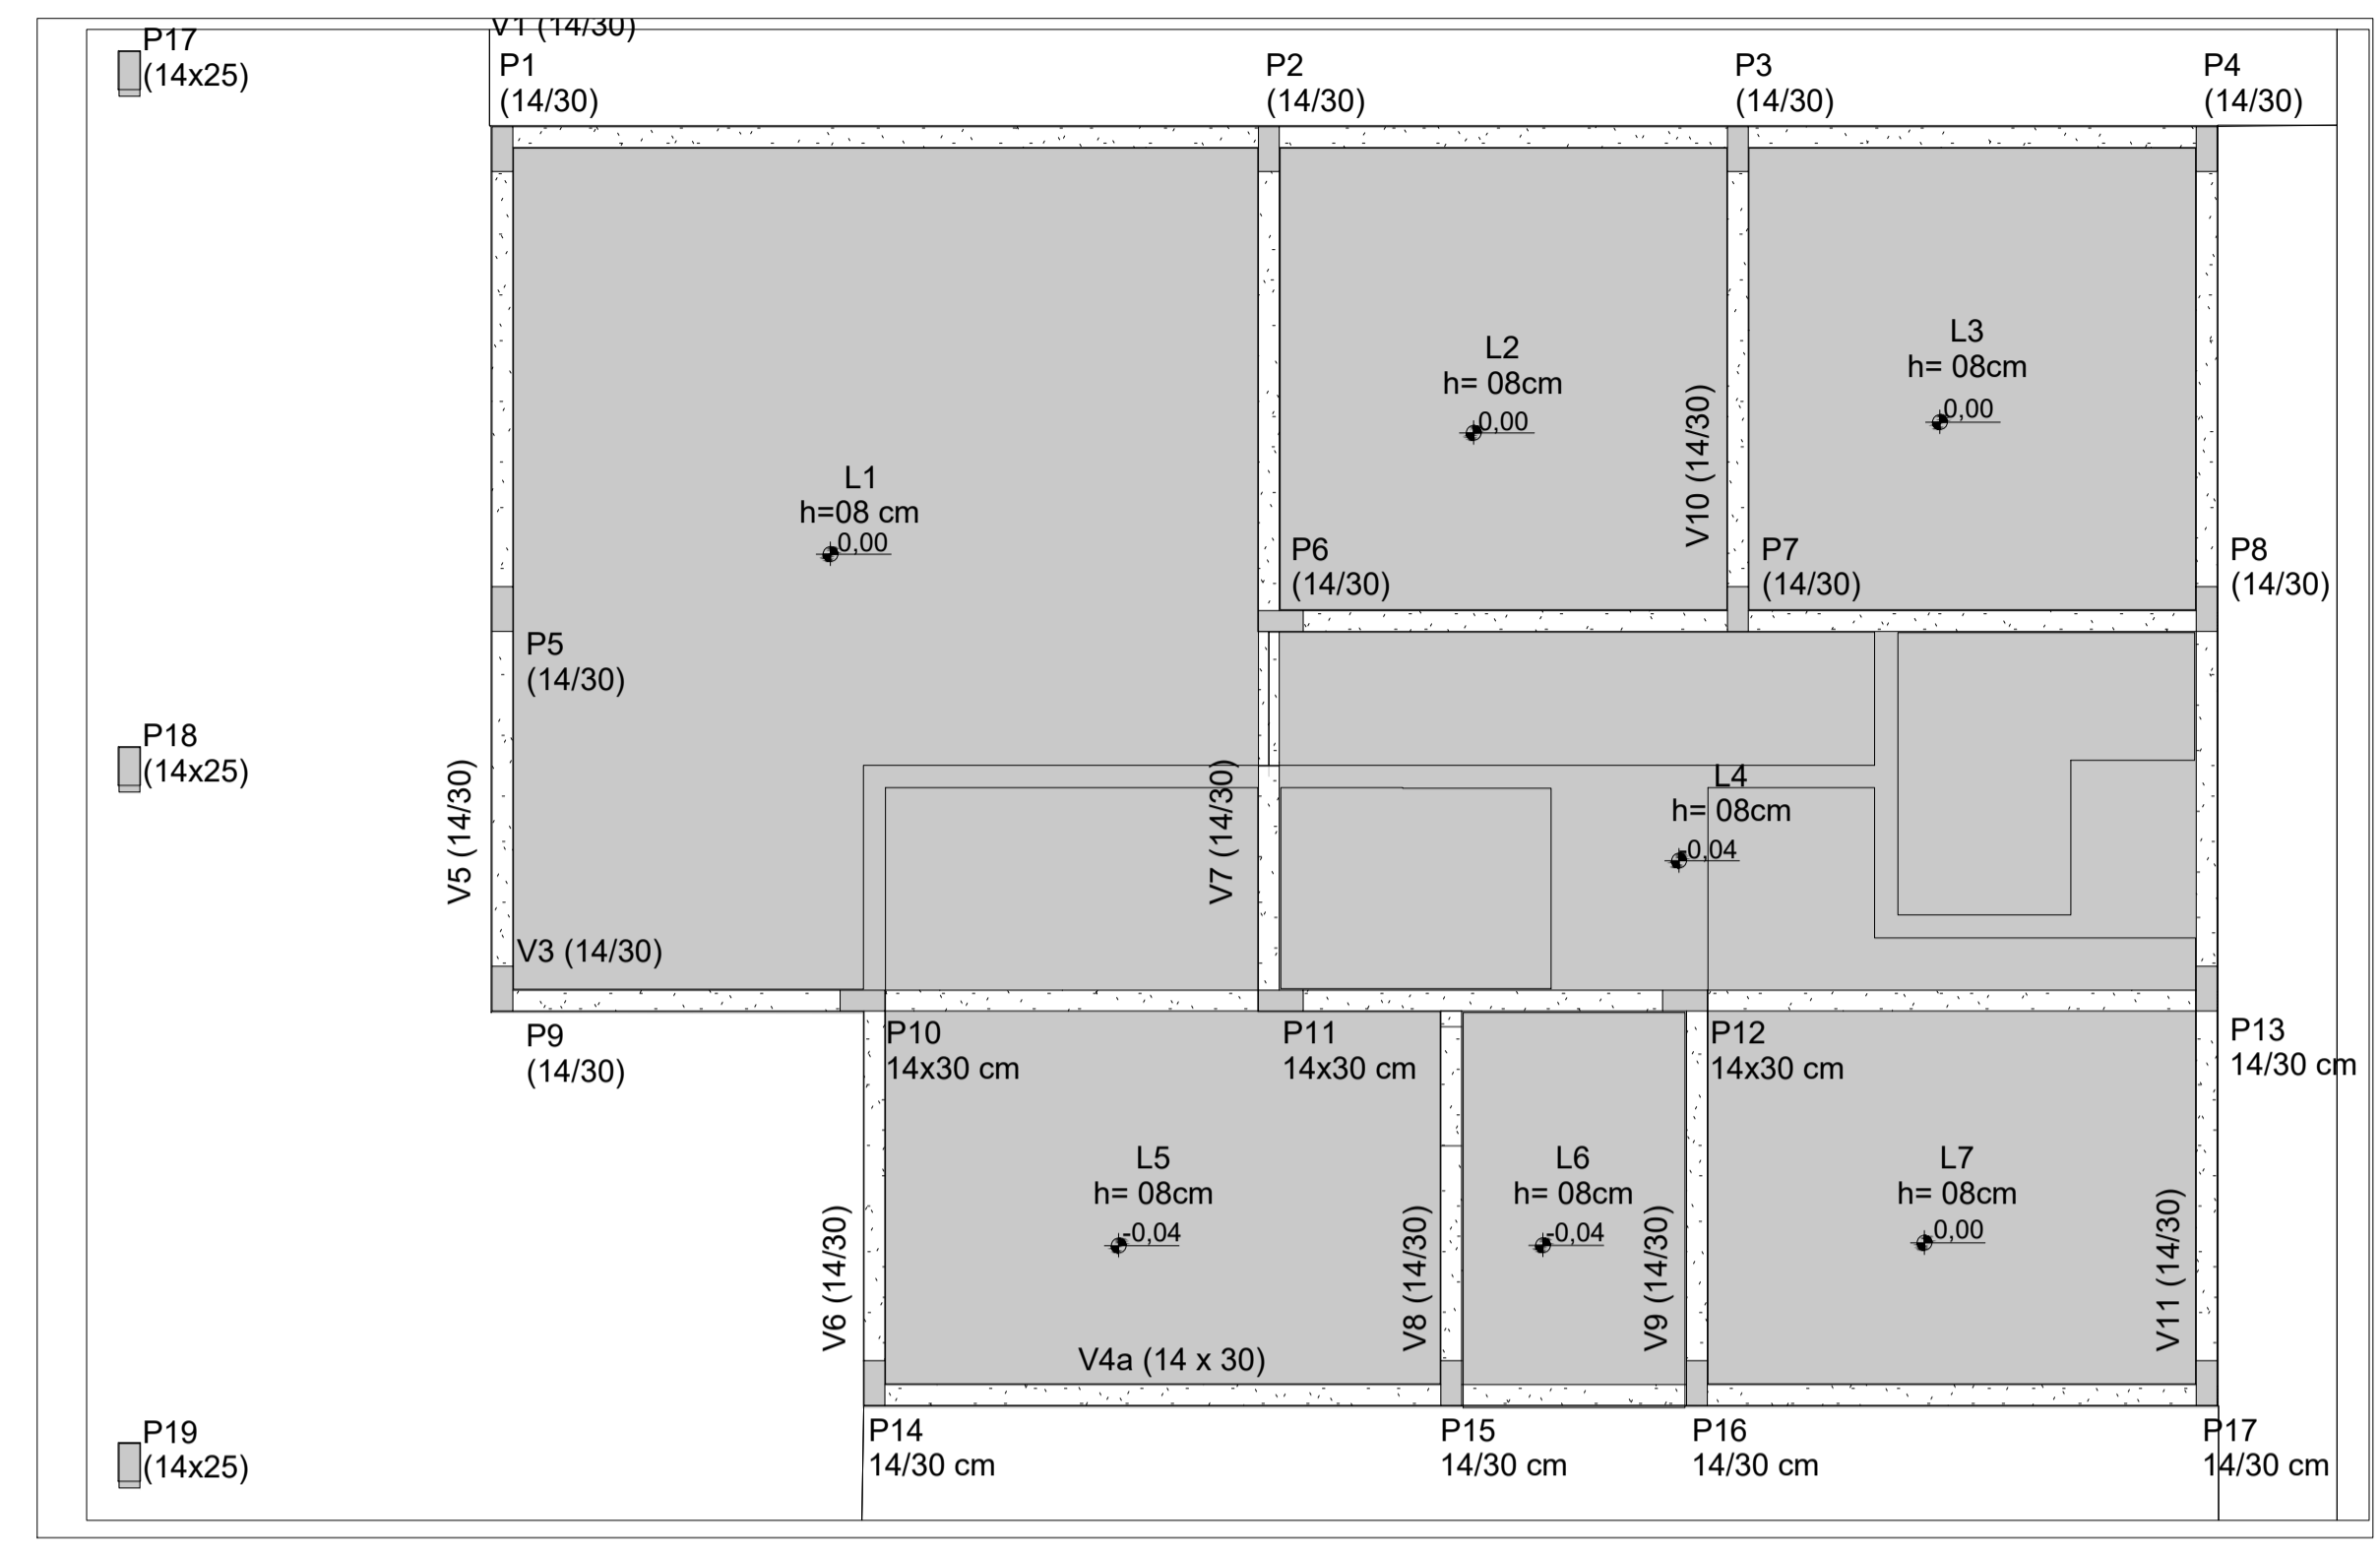 V1 (14/30)
P17
(14x25)
P1
(14/30)
P2
(14/30)
P3
(14/30)
P4
(14/30)
L1
h=08 cm
0,00
L2
h= 08cm
0,00
V10 (14/30)
L3
h= 08cm
0,00
P5
(14/30)
P6
(14/30)
P7
(14/30)
P8
(14/30)
P18
(14x25)
V5 (14/30)
V7 (14/30)
L4
h= 08cm
-0,04
V3 (14/30)
P9
(14/30)
P10
14x30 cm
P11
14x30 cm
P12
14x30 cm
P13
14/30 cm
V6 (14/30)
L5
h= 08cm
-0,04
V4a (14 x 30)
V8 (14/30)
L6
h= 08cm
-0,04
V9 (14/30)
L7
h= 08cm
0,00
V11 (14/30)
P19
(14x25)
P14
14/30 cm
P15
14/30 cm
P16
14/30 cm
P17
14/30 cm